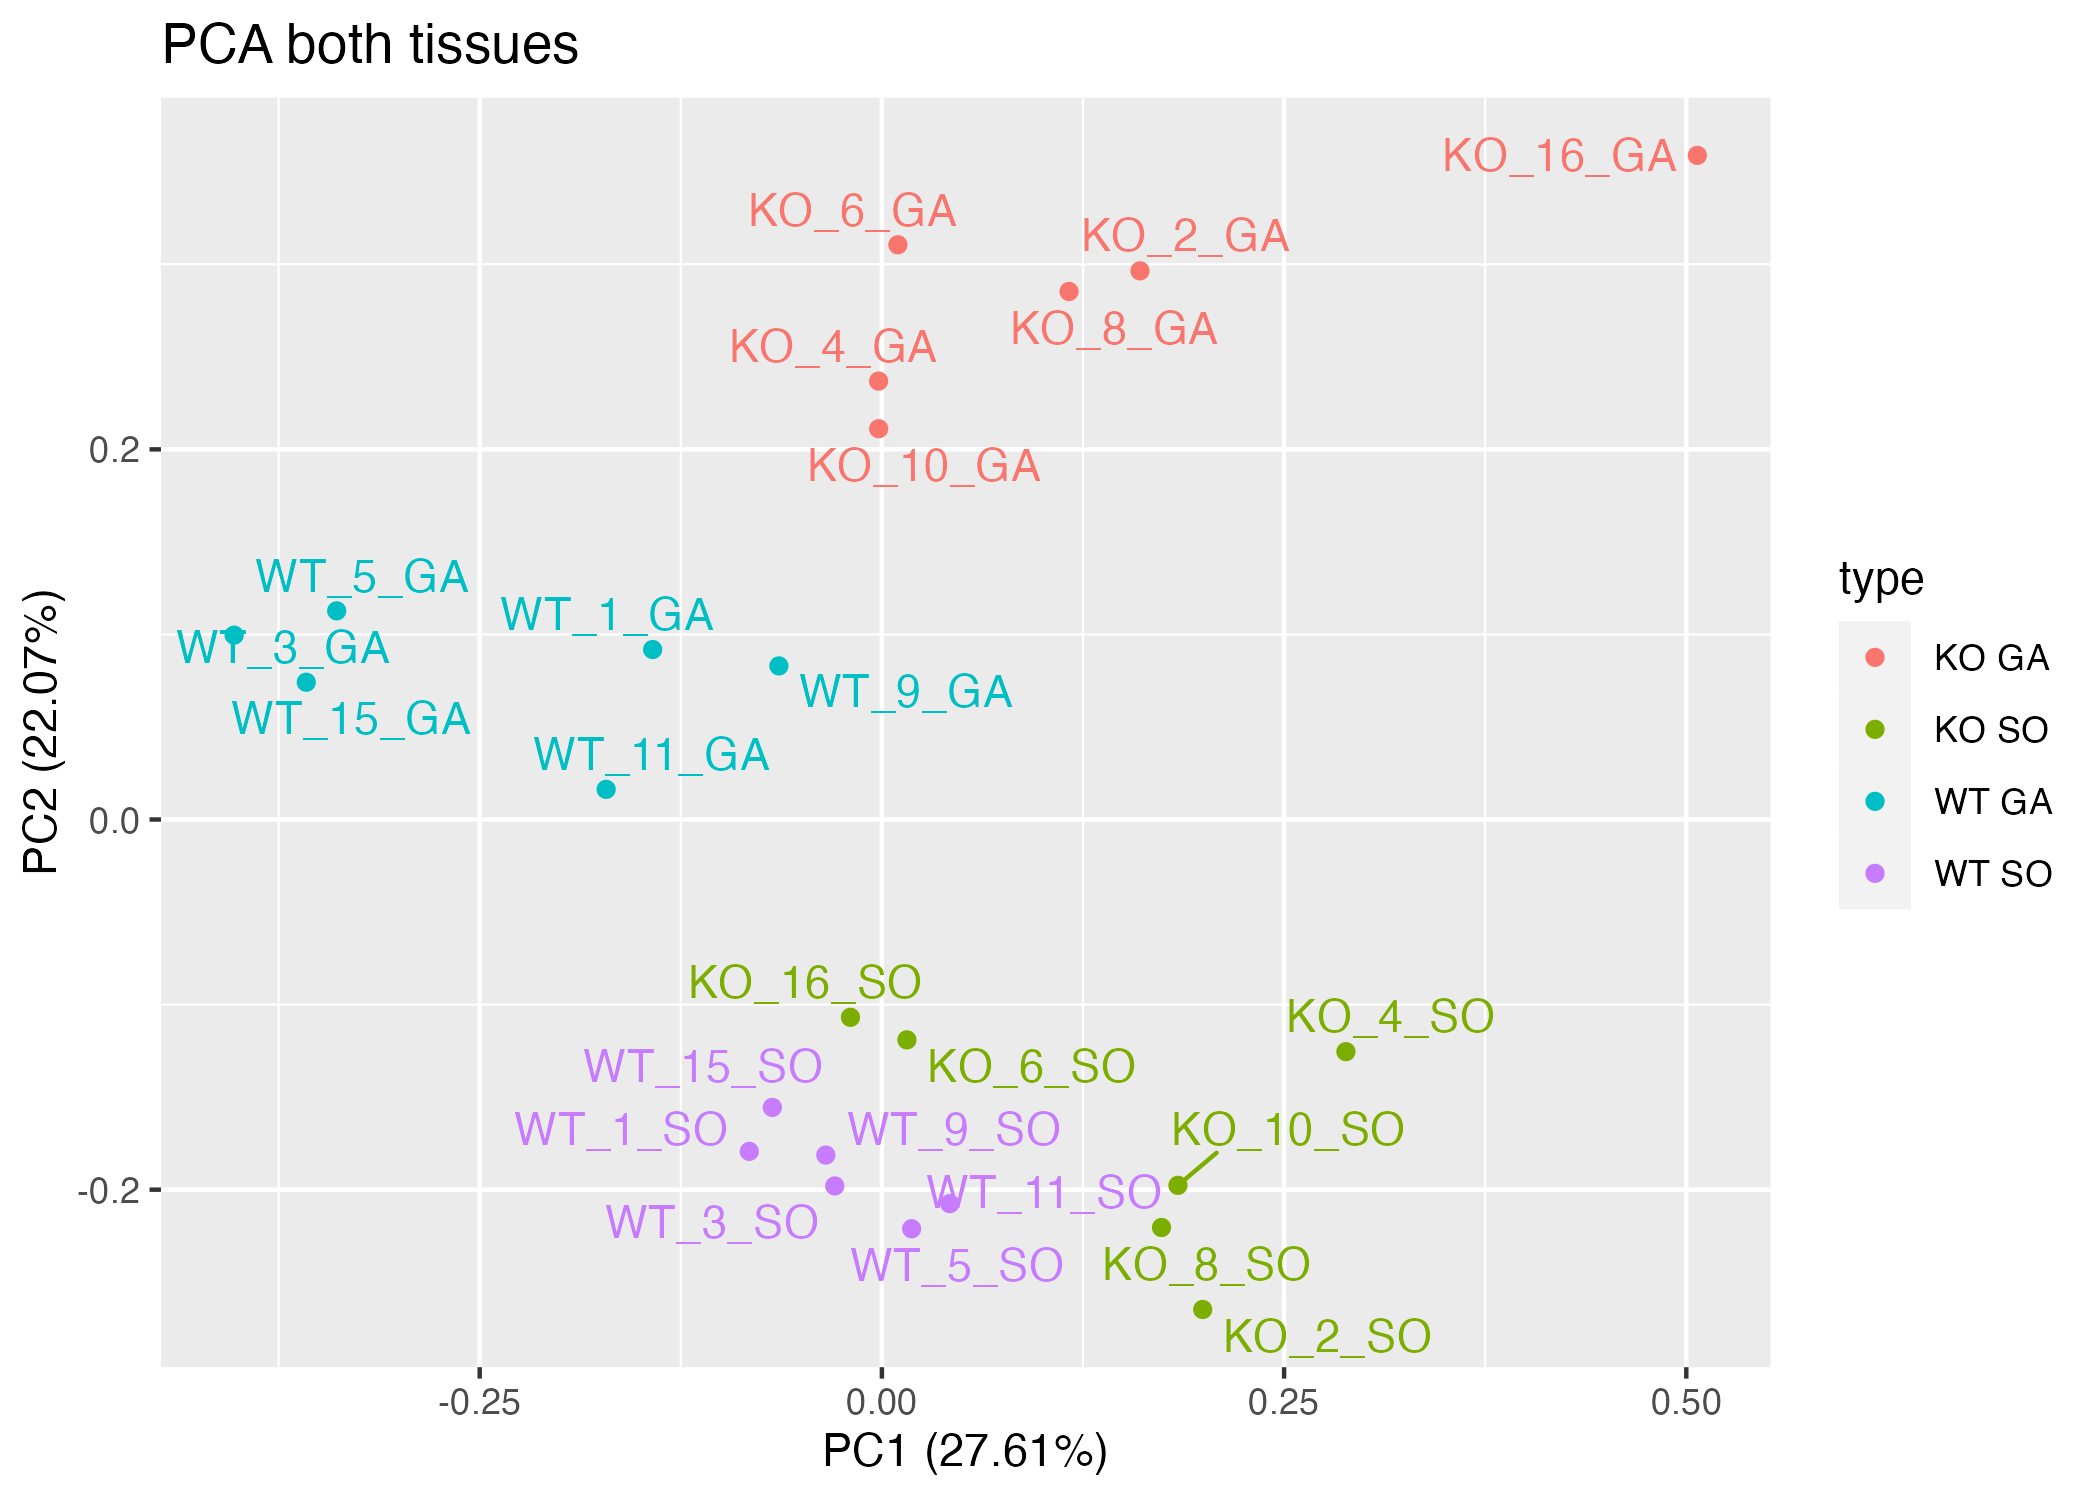 PCA both tissues
KO_16_GA
KO_6_GA
KO_2_GA
KO_8_GA
KO_4_GA
KO_10_GA
WT_5_GA
WT_1_GA
WT_3_GA
WT_9_GA
WT_15_GA
WT_11_GA
KO_16_SO
KO_4_SO
KO_6_SO
WT_15_SO
WT_1_SO
WT_9_SO
KO_10_SO
WT_11_SO
WT_3_SO
WT_5_SO
KO_8_SO
KO_2_SO
0.2
0.0
-0.2
PC2 (22.07%)
-0.25
0.00
0.25
0.50
PC1 (27.61%)
type
KO GA
KO SO
WT GA
WT SO